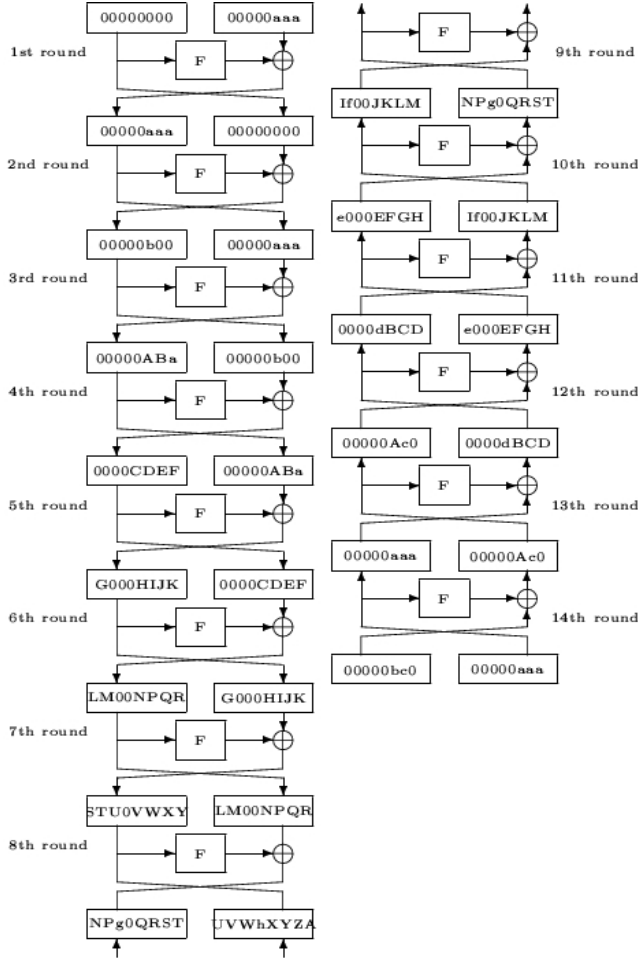 00000000 00000aaa
1st round F
00000aaa 00000000
2nd round F
00000b00 00000aaa
3rd round F
00000ABa 00000b00
4th round F
0000CDEF 00000ABa
5th round F
G000HIJK 0000CDEF
6th round F
LM00NPQR G000HIJK
7th round F
STU0VWXY LM00NPQR
8th round F
NPg0QRST UVWhXYZA
F 9th round
If00JKLM NPg0QRST
F 10th round
e000EFGH If00JKLM
F 11th round
0000dBCD e000EFGH
F 12th round
00000Ac0 0000dBCD
F 13th round
00000aaa 00000Ac0
F 14th round
00000bc0 00000aaa